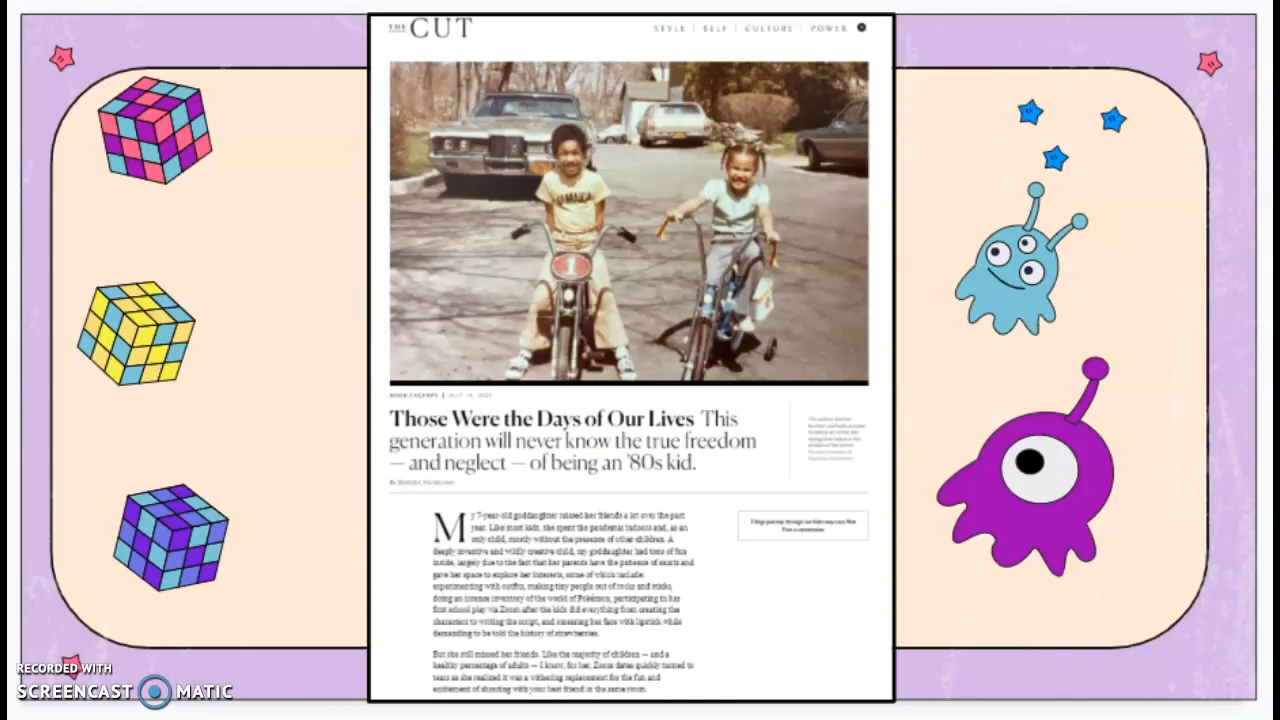 THE CUT
STYLE | SELF | CULTURE | POWER
JAMAICA
1
BOOK EXCERPT | JULY 14, 2021
Those Were the Days of Our Lives This
generation will never know the true freedom
— and neglect — of being an '80s kid.
By
My 7-year-old goddaughter missed her friends a lot over the past
year. Like most kids, she spent the pandemic indoors and, as an
only child, mostly without the presence of other children. A
deeply inventive and wildly creative child, my goddaughter had tons of fun
inside, largely due to the fact that her parents have the patience of saints and
gave her space to explore her interests, some of which include:
experimenting with outfits, making tiny people out of rocks and sticks,
doing an intense inventory of the world of Pokémon, participating in her
first school play via Zoom after the kids did everything from creating the
characters to writing the script, and smearing her face with lipstick while
demanding to be told the history of strawberries.
But she still missed her friends. Like the majority of children — and a
healthy percentage of adults — I know, for her, Zoom dates quickly turned to
tears as she realized it was a withering replacement for the fun and
excitement of shouting with your best friend in the same room.
RECORDED WITH
SCREENCAST MATIC